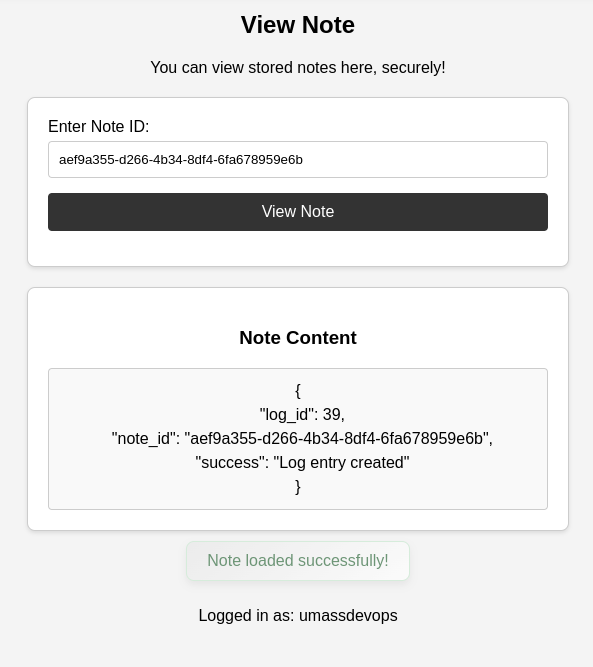 View Note
You can view stored notes here, securely!
Enter Note ID:
aef9a355-d266-4b34-8df4-6fa678959e6b
View Note
Note Content
{
"log_id": 39,
"note_id": "aef9a355-d266-4b34-8df4-6fa678959e6b",
"success": "Log entry created"
}
Note loaded successfully!
Logged in as: umassdevops